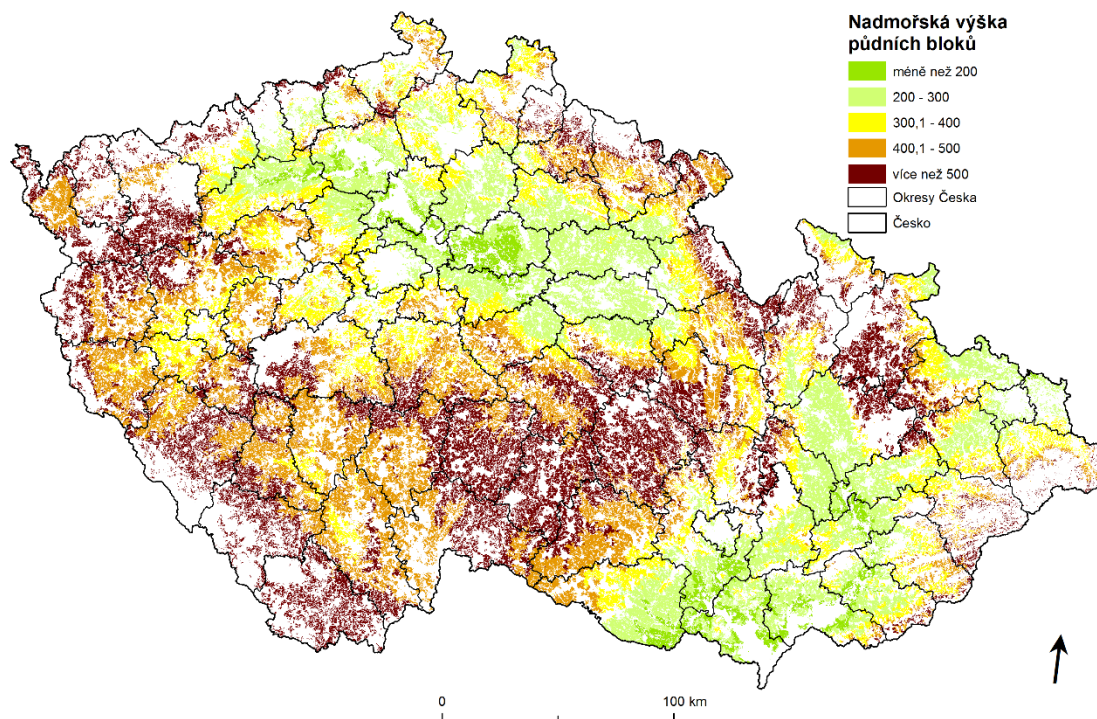 Nadmořská výška
půdních bloků
méně než 200
200 - 300
300,1 - 400
400,1 - 500
více než 500
Okresy Česka
Česko
0
100 km